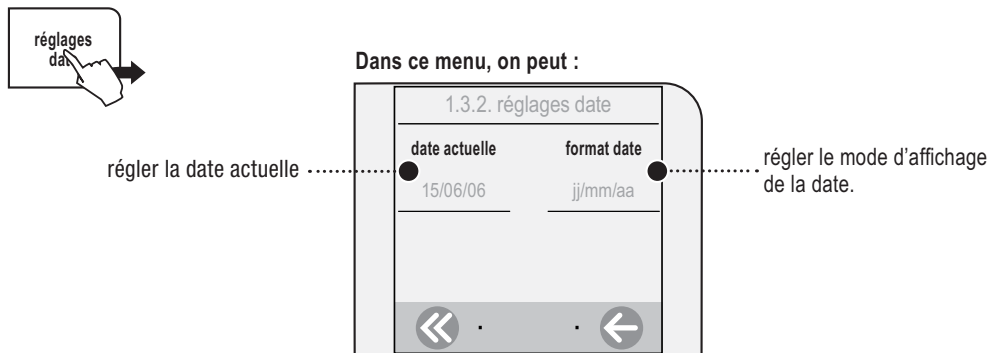 réglages
Dans ce menu, on peut :
1.3.2. réglages date
date actuelle format date
régler la date actuelle
15/06/06 jj/mm/aa
régler le mode d'affichage
de la date.